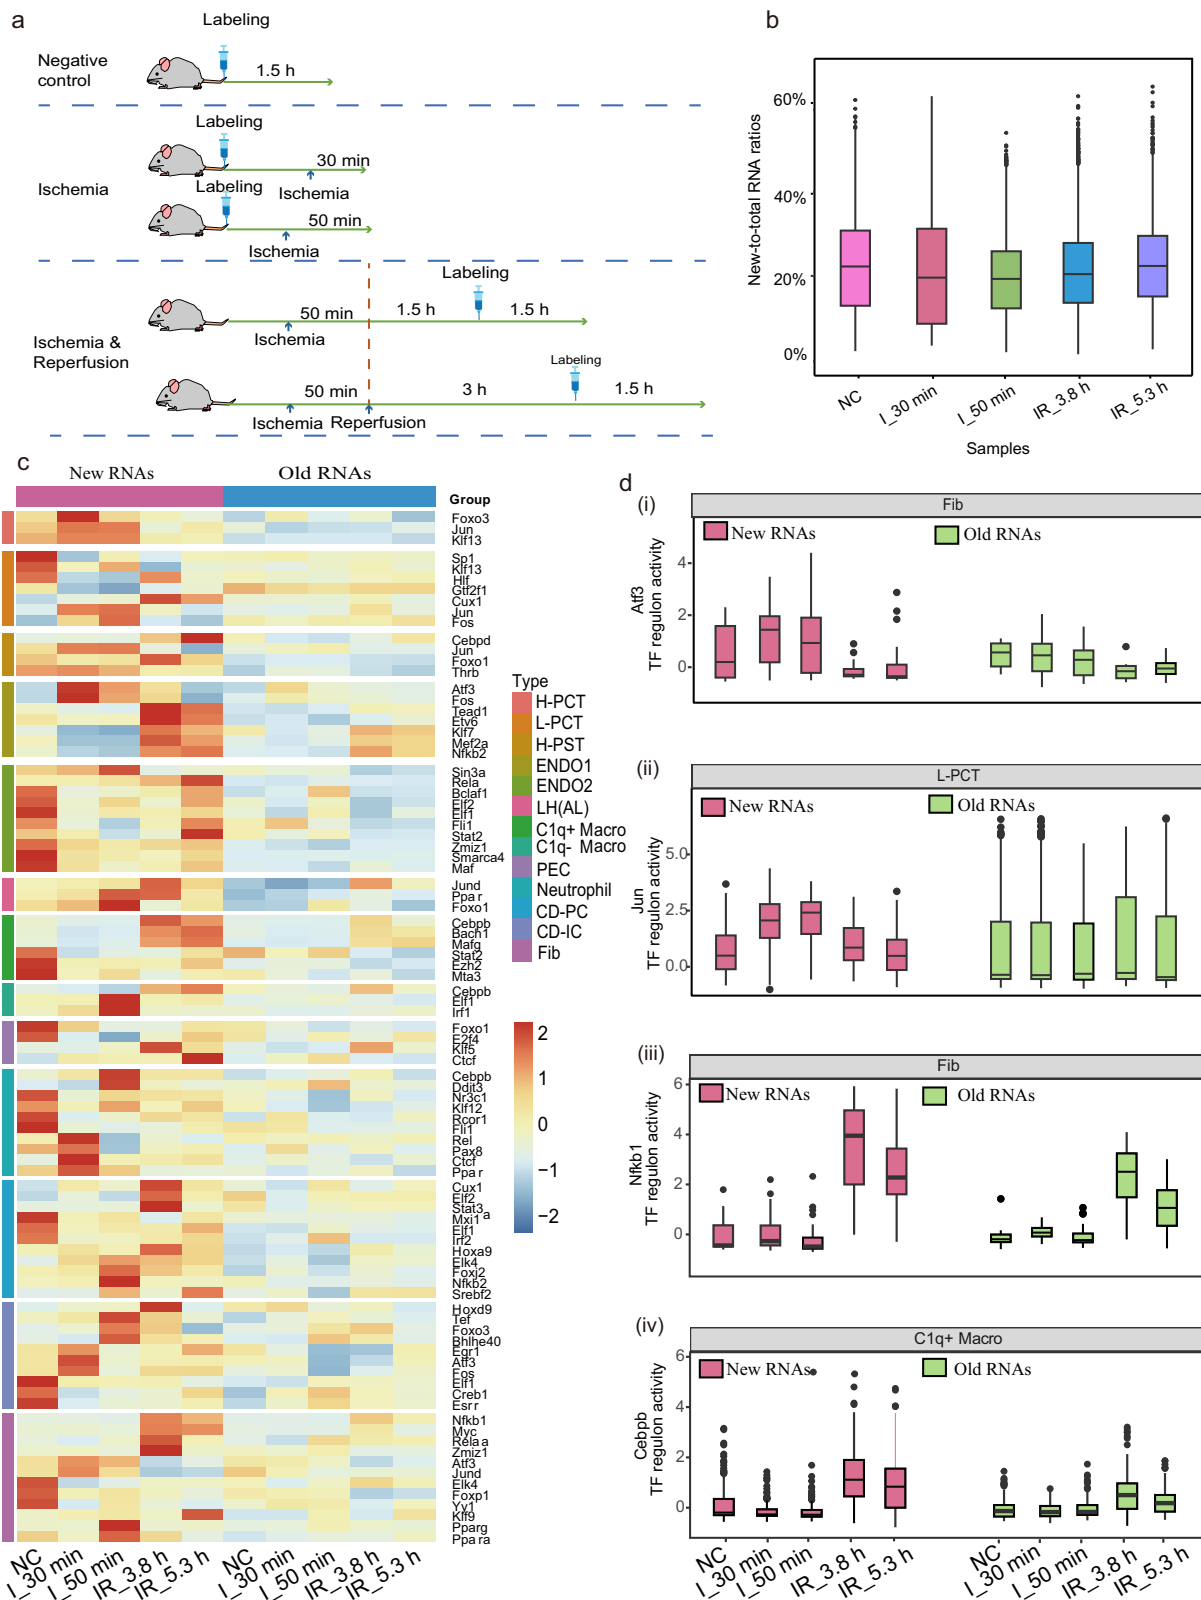 a
Labeling
Negative
control
1.5 h
Labeling
30 min
Ischemia
Ischemia
Labeling
50 min
Ischemia
Labeling
50 min
1.5 h
1.5 h
Ischemia
Ischemia &
Reperfusion
Labeling
50 min
3 h
1.5 h
Ischemia
Reperfusion
b
New-to-total RNA ratios
60%
40%
20%
0%
NC
I_30 min
I_50 min
IR_3.8 h
IR_5.3 h
Samples
c
New RNAs
Old RNAs
Group
Foxo3
Jun
Klf13
Sp1
Klf13
Hlf
Gtf2f1
Cux1
Jun
Fos
Cebpd
Jun
Foxo1
Thrb
Atf3
Fos
Tead1
Etv6
Klf7
Mef2a
Nfkb2
Sin3a
Rela
Bclaf1
Elf2
Elf1
Fli1
Stat2
Zmiz1
Smarca4
Maf
Jund
Ppar
Foxo1
Cebpb
Bach1
Mafg
Stat2
Ezh2
Mta3
Cebpb
Elf1
Irf1
Foxo1
E2f4
Klf5
Ctcf
Cebpb
Ddit3
Nr3c1
Klf12
Rcor1
Fli1
Rel
Pax8
Ctcf
Ppar
Cux1
Elf2
Stat3
Mxi1
a
Elf1
Irf2
Hoxa9
Elk4
Foxj2
Nfkb2
Srebf2
Hoxd9
Tef
Foxo3
Bhlhe40
Egr1
Atf3
Fos
Elf1
Creb1
Esrr
Nfkb1
Myc
Rela a
Zmiz1
Atf3
Jund
Elk4
Foxp1
Yy1
Klf9
Pparg
Ppara
NC
I_30 min
I_50 min
IR_3.8 h
IR_5.3 h
NC
I_30 min
I_50 min
IR_3.8 h
IR_5.3 h
Type
H-PCT
L-PCT
H-PST
ENDO1
ENDO2
LH(AL)
C1q+ Macro
C1q- Macro
PEC
Neutrophil
CD-PC
CD-IC
Fib
2
1
0
−1
−2
d
(i)
Fib
New RNAs
Old RNAs
Atf3
TF regulon activity
4
2
0
(ii)
L-PCT
New RNAs
Old RNAs
Jun
TF regulon activity
5.0
2.5
0.0
(iii)
Fib
New RNAs
Old RNAs
Nfkb1
TF regulon activity
6
4
2
0
(iv)
C1q+ Macro
New RNAs
Old RNAs
Cebpb
TF regulon activity
6
4
2
0
NC
I_30 min
I_50 min
IR_3.8 h
IR_5.3 h
NC
I_30 min
I_50 min
IR_3.8 h
IR_5.3 h